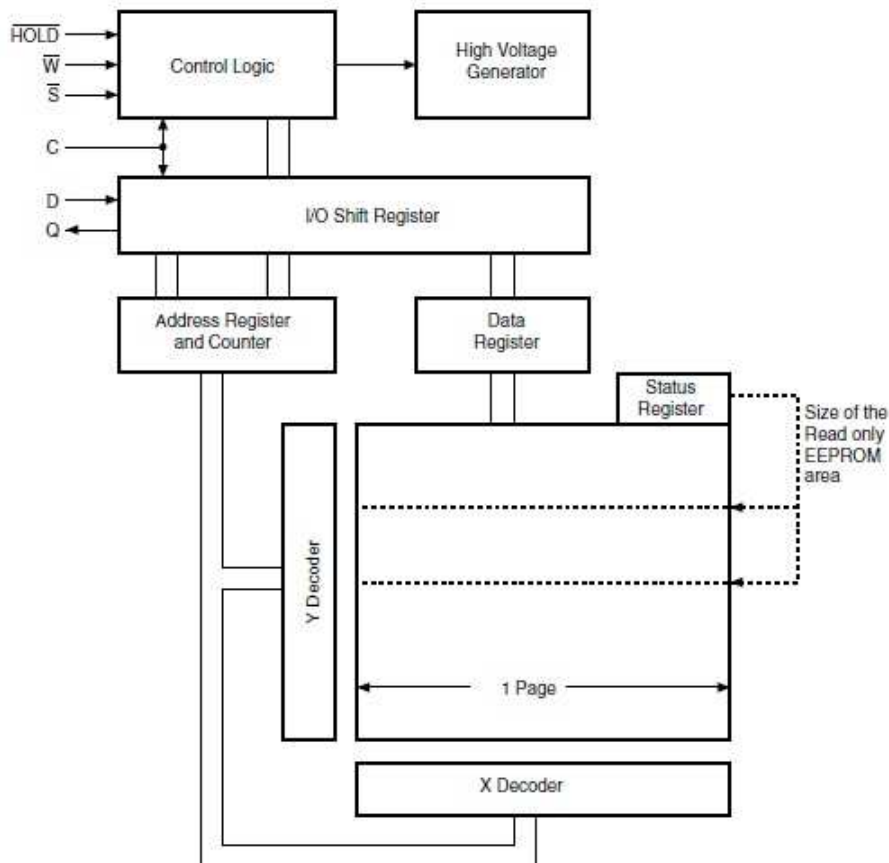 HOLD
W
S
C
D
Q
Control Logic
High Voltage
Generator
I/O Shift Register
Address Register
and Counter
Data
Register
Status
Register
Size of the
Read only
EEPROM
area
Y Decoder
1 Page
X Decoder